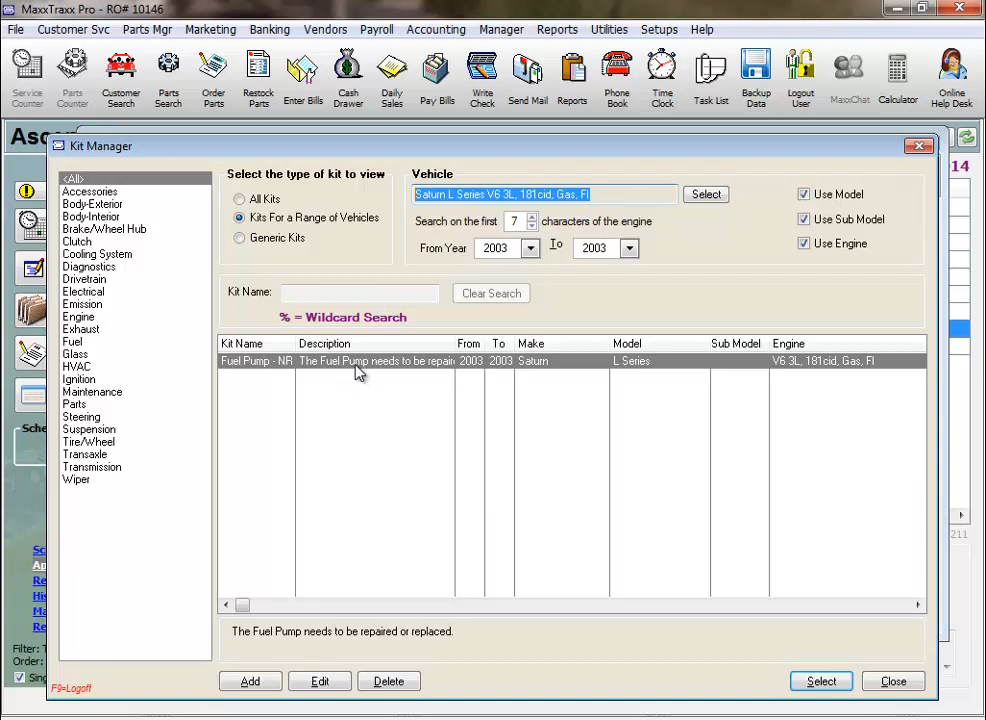 MaxxTraxx Pro - RO# 10146
File Customer Svc Parts Mgr Marketing Banking Vendors Payroll Accounting Manager Reports Utilities Setups Help
Service Counter
Parts Counter
Customer Search
Parts Search
Order Parts
Restock Parts
Enter Bills
Cash Drawer
Daily Sales
Pay Bills
Write Check
Send Mail
Reports
Phone Book
Time Clock
Task List
Backup Data
Logout User
MaxxChat
Calculator
Online Help Desk
14
Kit Manager
<All>
Accessories
Body-Exterior
Body-Interior
Brake/Wheel Hub
Clutch
Cooling System
Diagnostics
Drivetrain
Electrical
Emission
Engine
Exhaust
Fuel
Glass
HVAC
Ignition
Maintenance
Parts
Steering
Suspension
Tire/Wheel
Transaxle
Transmission
Wiper
Select the type of kit to view
All Kits
Kits For a Range of Vehicles
Generic Kits
Vehicle
Saturn L Series V6 3L, 181cid, Gas, FI
Select
Search on the first 7 characters of the engine
From Year 2003 To 2003
Use Model
Use Sub Model
Use Engine
Kit Name:
Clear Search
% = Wildcard Search
Kit Name Description From To Make Model Sub Model Engine
Fuel Pump - NR The Fuel Pump needs to be repair 2003 2003 Saturn L Series V6 3L, 181cid, Gas, FI
The Fuel Pump needs to be repaired or replaced.
Add Edit Delete Select Close
F9=Logoff
211
Filter: T
Order: